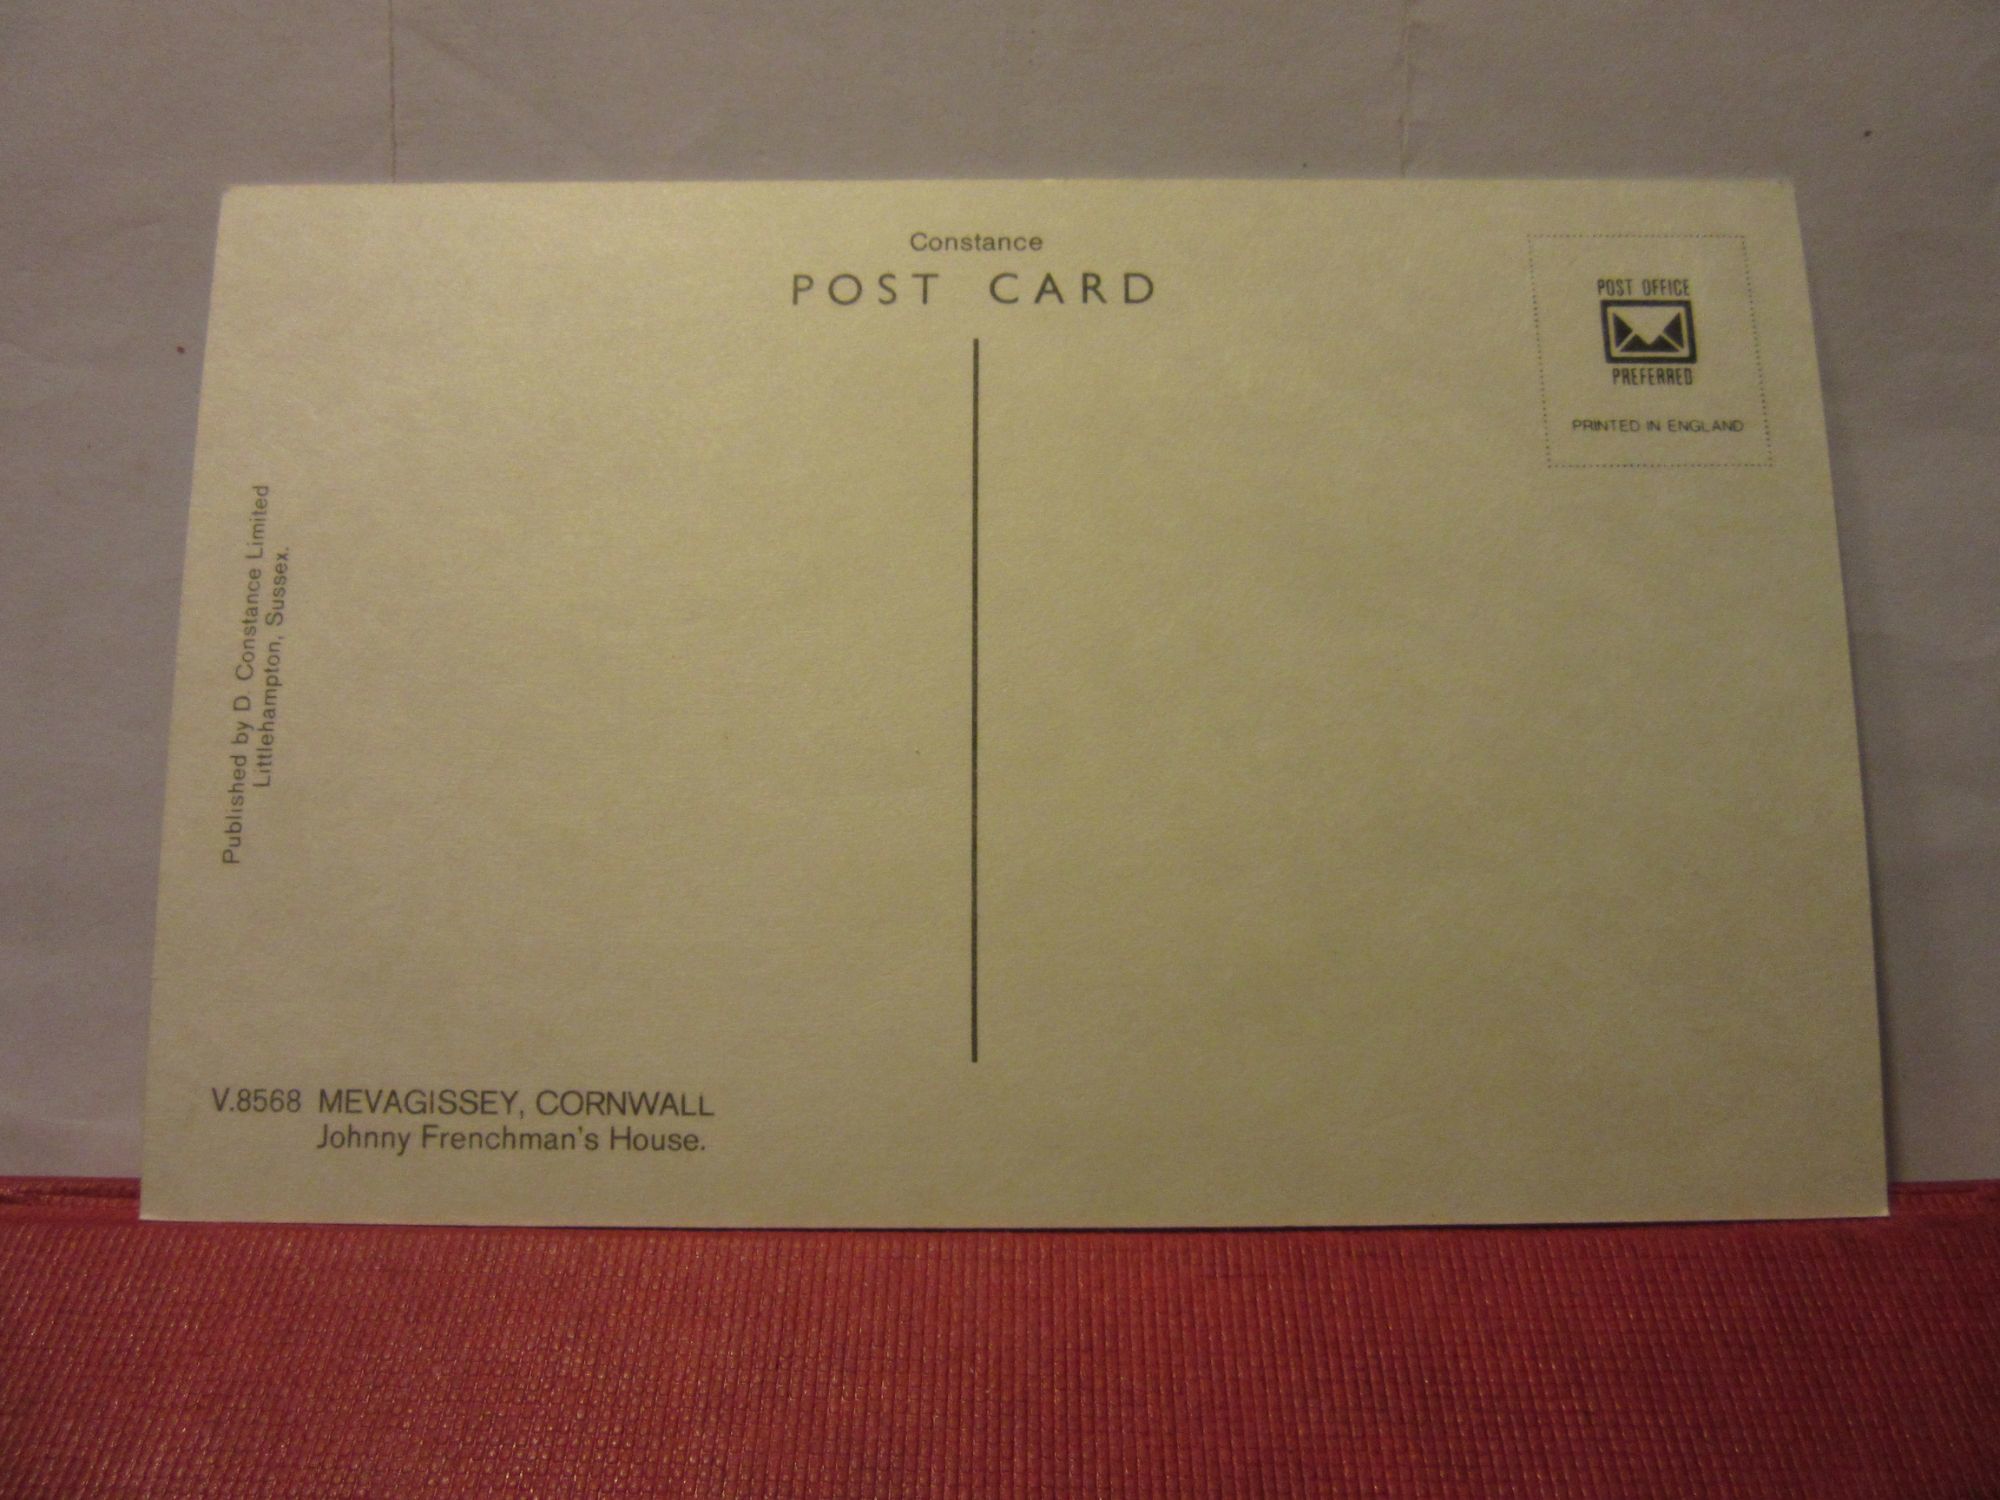 Constance
POST CARD
POST OFFICE
PREFERRED
PRINTED IN ENGLAND
Published by D. Constance Limited
Littlehampton, Sussex.
V.8568 MEVAGISSEY, CORNWALL
Johnny Frenchman's House.